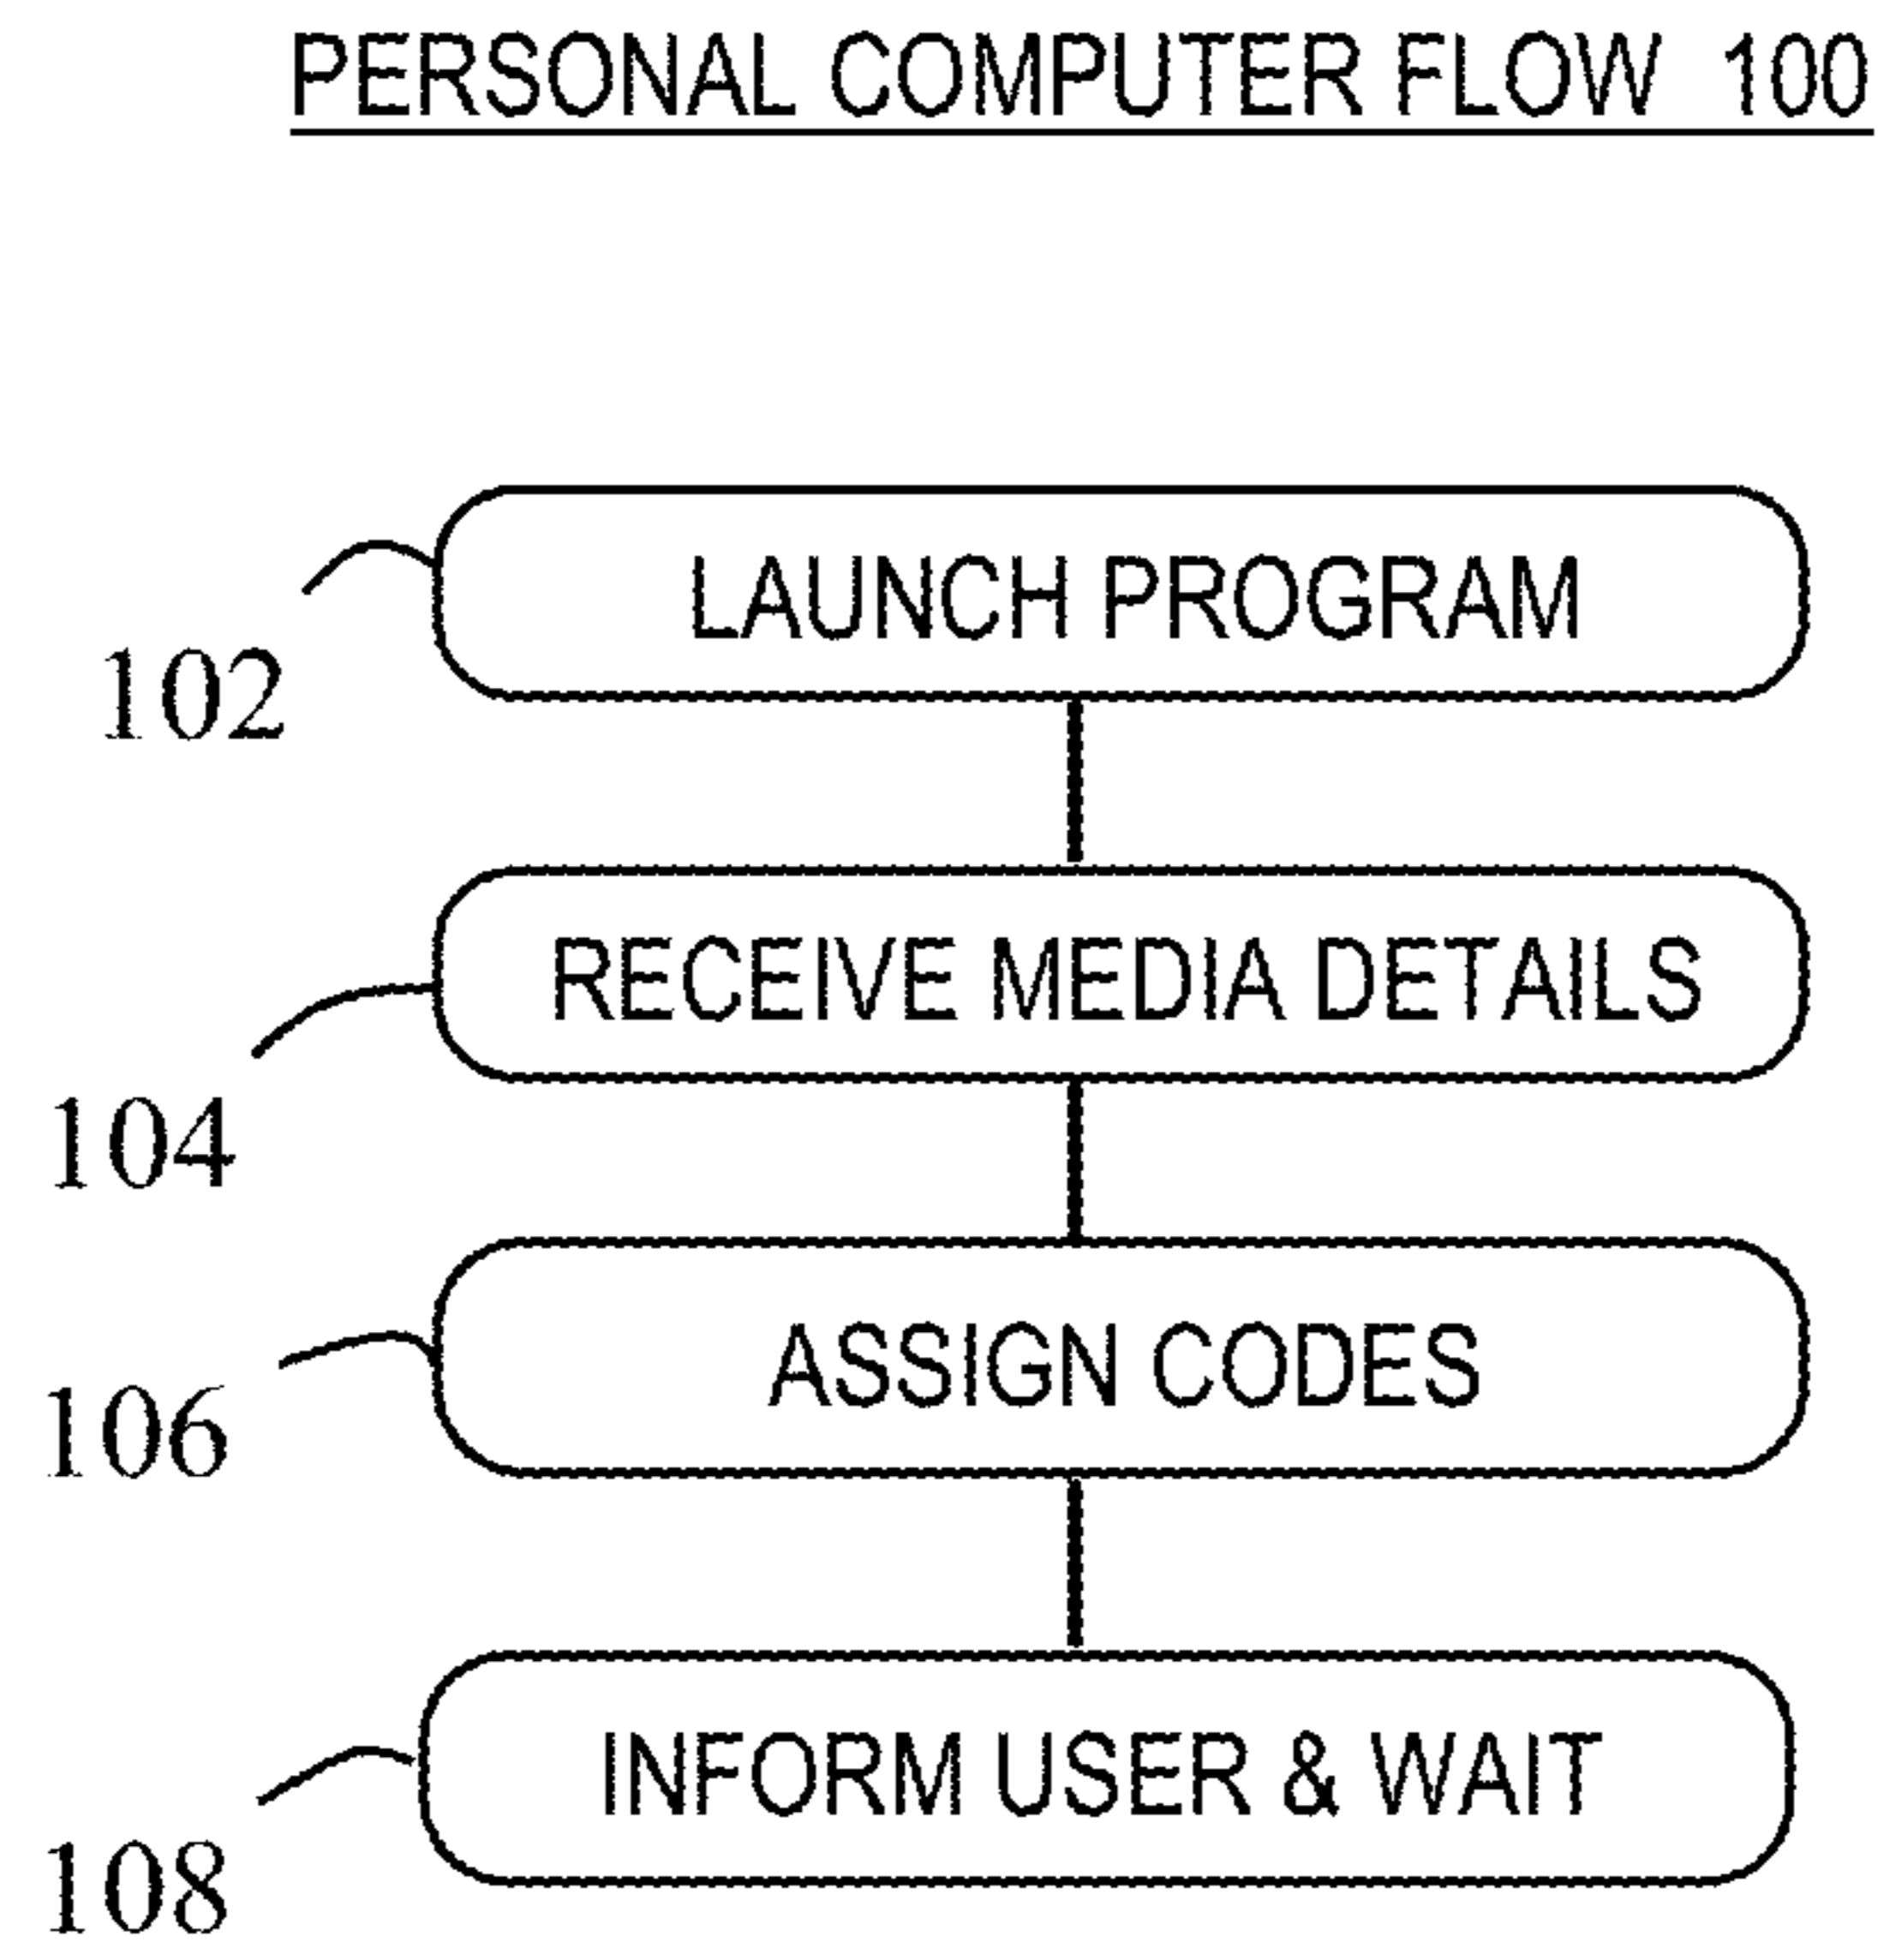 PERSONAL COMPUTER FLOW 100
LAUNCH PROGRAM
102
RECEIVE MEDIA DETAILS
104
ASSIGN CODES
106
INFORM USER & WAIT
108